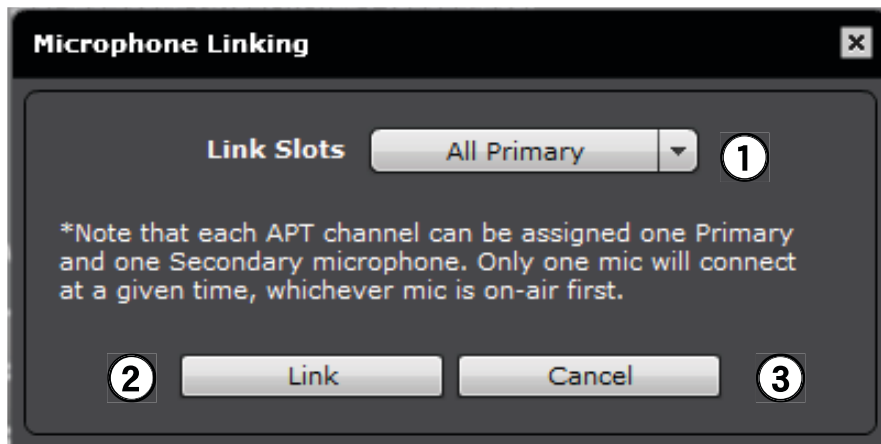 Microphone Linking
Link Slots All Primary 1
*Note that each APT channel can be assigned one Primary
and one Secondary microphone. Only one mic will connect
at a given time, whichever mic is on-air first.
2 Link Cancel 3